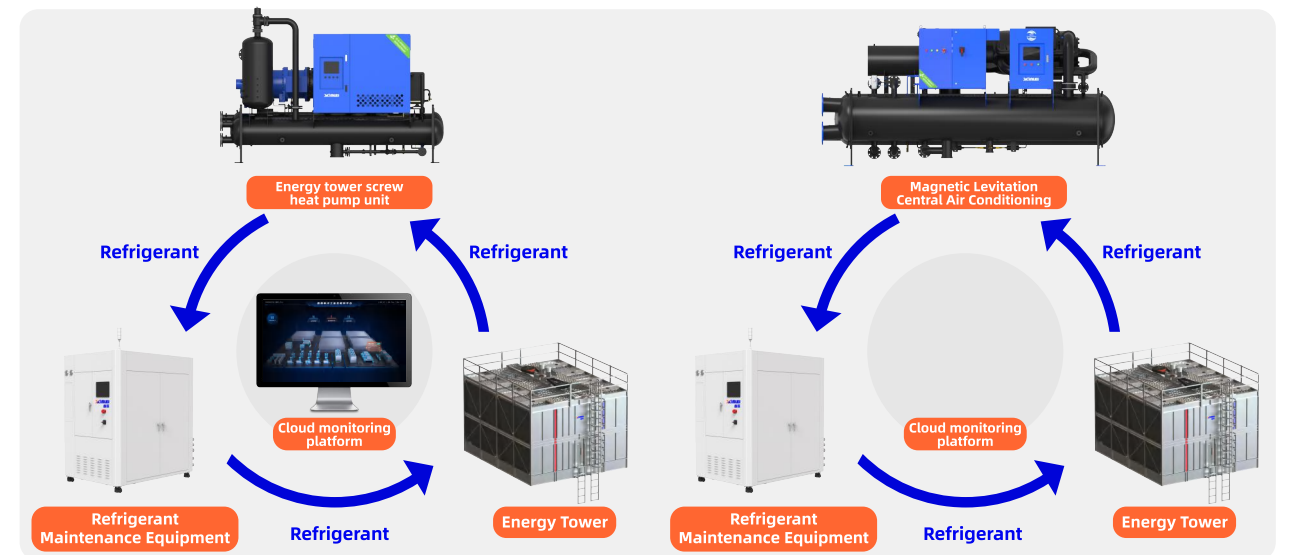 Energy tower screw
heat pump unit
Refrigerant
Refrigerant
Cloud monitoring
platform
Refrigerant
Maintenance Equipment
Refrigerant
Energy Tower
Magnetic Levitation
Central Air Conditioning
Refrigerant
Refrigerant
Cloud monitoring
platform
Refrigerant
Maintenance Equipment
Refrigerant
Energy Tower